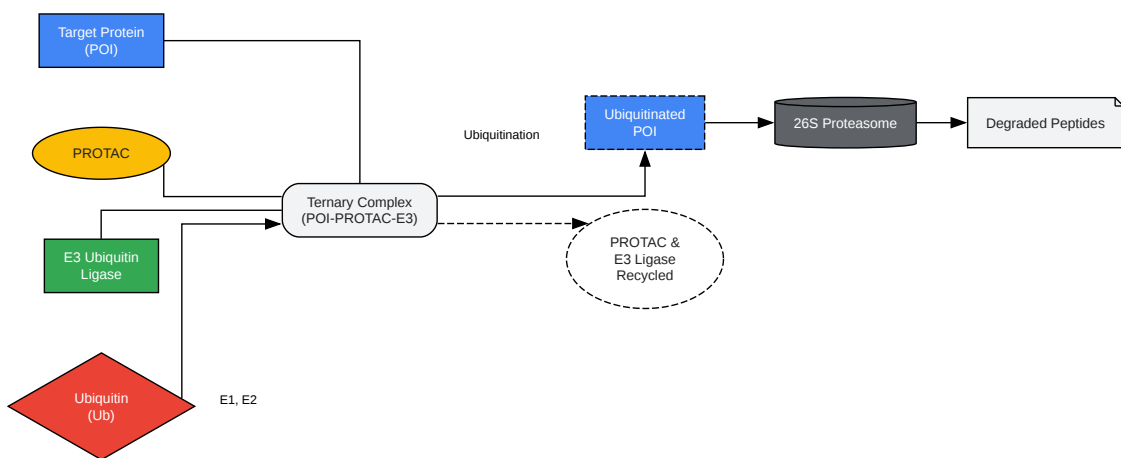 Target Protein
(POI)
PROTAC
E3 Ubiquitin
Ligase
Ubiquitin
(Ub)
E1, E2
Ternary Complex
(POI-PROTAC-E3)
Ubiquitination
Ubiquitinated
POI
PROTAC &
E3 Ligase
Recycled
26S Proteasome
Degraded Peptides